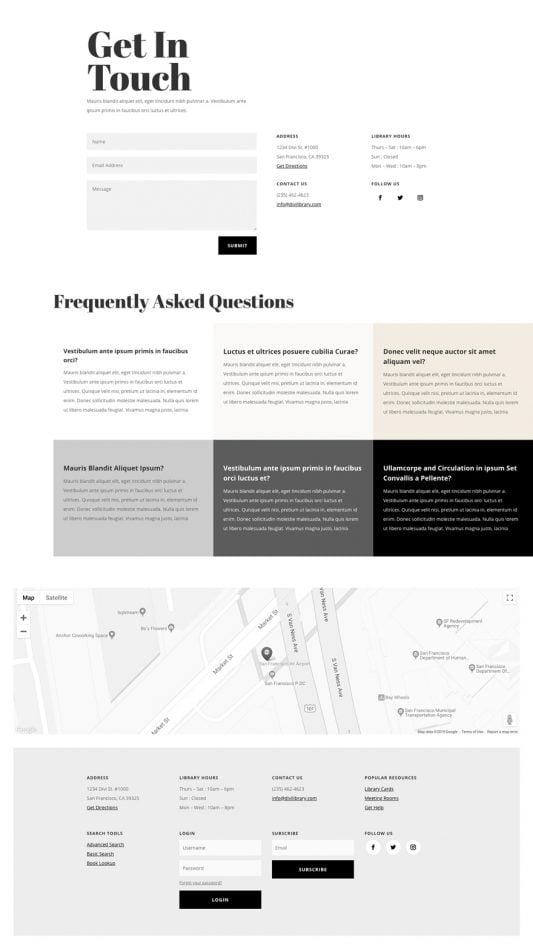 Get In
Touch
Mauris blandit aliquet elit, eget tincidunt nibh pulvinar a. Vestibulum ante
ipsum primis in faucibus orci luctus et ultrices.
Name
Email Address
Message
SUBMIT
ADDRESS
1234 Divi St. #1000
San Francisco, CA 39325
Get Directions
CONTACT US
(235) 462-4623
info@divilibrary.com
LIBRARY HOURS
Thurs – Sat : 10am – 6pm
Sun : Closed
Mon – Wed : 10am – 8pm
FOLLOW US
Frequently Asked Questions
Vestibulum ante ipsum primis in faucibus
orci?
Mauris blandit aliquet elit, eget tincidunt nibh pulvinar a.
Vestibulum ante ipsum primis in faucibus orci luctus et
ultrices. Quisque velit nisi, pretium ut lacinia in, elementum id
enim. Donec sollicitudin molestie malesuada. Nulla quis lorem
ut libero malesuada feugiat. Vivamus magna justo, lacinia
Luctus et ultrices posuere cubilia Curae?
Mauris blandit aliquet elit, eget tincidunt nibh pulvinar a.
Vestibulum ante ipsum primis in faucibus orci luctus et
ultrices. Quisque velit nisi, pretium ut lacinia in, elementum id
enim. Donec sollicitudin molestie malesuada. Nulla quis lorem
ut libero malesuada feugiat. Vivamus magna justo, lacinia
Donec velit neque auctor sit amet
aliquam vel?
Mauris blandit aliquet elit, eget tincidunt nibh pulvinar a.
Vestibulum ante ipsum primis in faucibus orci luctus et
ultrices. Quisque velit nisi, pretium ut lacinia in, elementum id
enim. Donec sollicitudin molestie malesuada. Nulla quis lorem
ut libero malesuada feugiat. Vivamus magna justo, lacinia
Mauris Blandit Aliquet Ipsum?
Mauris blandit aliquet elit, eget tincidunt nibh pulvinar a.
Vestibulum ante ipsum primis in faucibus orci luctus et
ultrices. Quisque velit nisi, pretium ut lacinia in, elementum id
enim. Donec sollicitudin molestie malesuada. Nulla quis lorem
ut libero malesuada feugiat. Vivamus magna justo, lacinia
Vestibulum ante ipsum primis in faucibus
orci luctus et?
Mauris blandit aliquet elit, eget tincidunt nibh pulvinar a.
Vestibulum ante ipsum primis in faucibus orci luctus et
ultrices. Quisque velit nisi, pretium ut lacinia in, elementum id
enim. Donec sollicitudin molestie malesuada. Nulla quis lorem
ut libero malesuada feugiat. Vivamus magna justo, lacinia
Ullamcorpe and Circulation in ipsum Set
Convallis a Pellente?
Mauris blandit aliquet elit, eget tincidunt nibh pulvinar a.
Vestibulum ante ipsum primis in faucibus orci luctus et
ultrices. Quisque velit nisi, pretium ut lacinia in, elementum id
enim. Donec sollicitudin molestie malesuada. Nulla quis lorem
ut libero malesuada feugiat. Vivamus magna justo, lacinia
Map Satellite
+
−
Bo's Flowers
Anchor Coworking Space
Market St
Market St
Market St
S Van Ness Ave
S Van Ness Ave
S Van Ness Ave
San Francisco Int Airport
San Francisco P DC
101
SF Redevelopment
Agency
San Francisco
Department of Human...
San Francisco
Department Of...
Bay Wheels
San Francisco Municipal
Transportation Agency
Google
Map data ©2019 Google
Terms of Use
Report a map error
ADDRESS
1234 Divi St. #1000
San Francisco, CA 39325
Get Directions
LIBRARY HOURS
Thurs – Sat : 10am – 6pm
Sun : Closed
Mon – Wed : 10am – 8pm
CONTACT US
(235) 462-4623
info@divilibrary.com
POPULAR RESOURCES
Library Cards
Meeting Rooms
Get Help
SEARCH TOOLS
Advanced Search
Basic Search
Book Lookup
LOGIN
Username
Password
Forgot your password?
LOGIN
SUBSCRIBE
Email
SUBSCRIBE
FOLLOW US